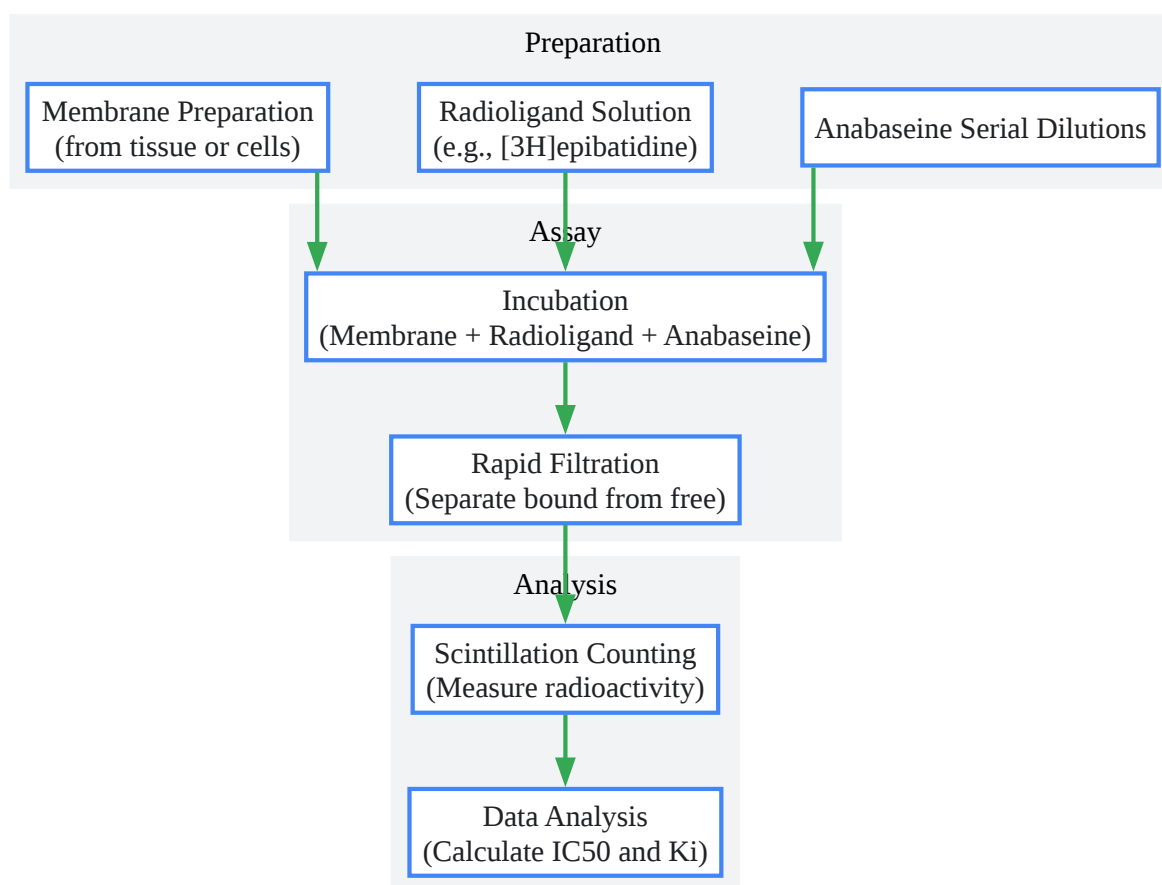 Preparation
Membrane Preparation
(from tissue or cells)
Radioligand Solution
(e.g., [3H]epibatidine)
Anabaseine Serial Dilutions
Assay
Incubation
(Membrane + Radioligand + Anabaseine)
Rapid Filtration
(Separate bound from free)
Analysis
Scintillation Counting
(Measure radioactivity)
Data Analysis
(Calculate IC50 and Ki)